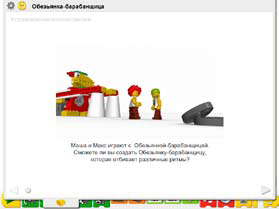 Обезьянка-барабанщица
Маша и Макс играют с Обезьянкой-барабанщицей.
Сможете ли вы создать Обезьянку-барабанщицу,
которая отбивает различные ритмы?